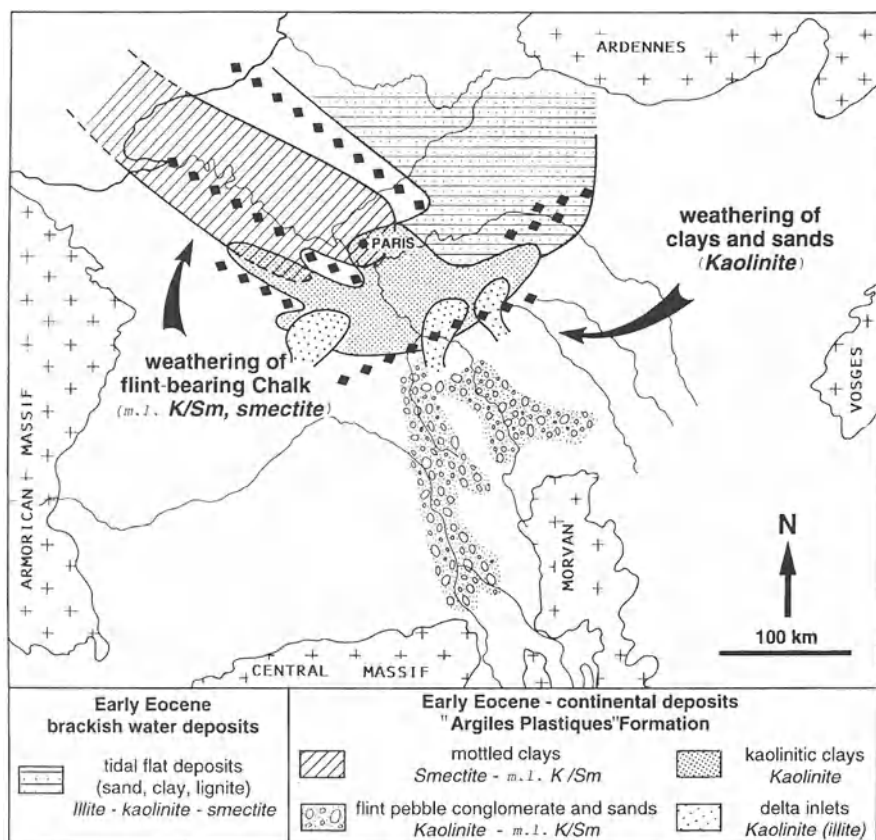 ARDENNES
PARIS
weathering of
clays and sands
(Kaolinite)
weathering of
flint-bearing Chalk
(m.l. K/Sm, smectite)
ARMORICAN MASSIF
VOSGES
MORVAN
N
100 km
CENTRAL MASSIF
Early Eocene
brackish water deposits
tidal flat deposits
(sand, clay, lignite)
Illite - kaolinite - smectite
Early Eocene - continental deposits
"Argiles Plastiques" Formation
mottled clays
Smectite - m.l. K/Sm
kaolinitic clays
Kaolinite
flint pebble conglomerate and sands
Kaolinite - m.l. K/Sm
delta inlets
Kaolinite (illite)